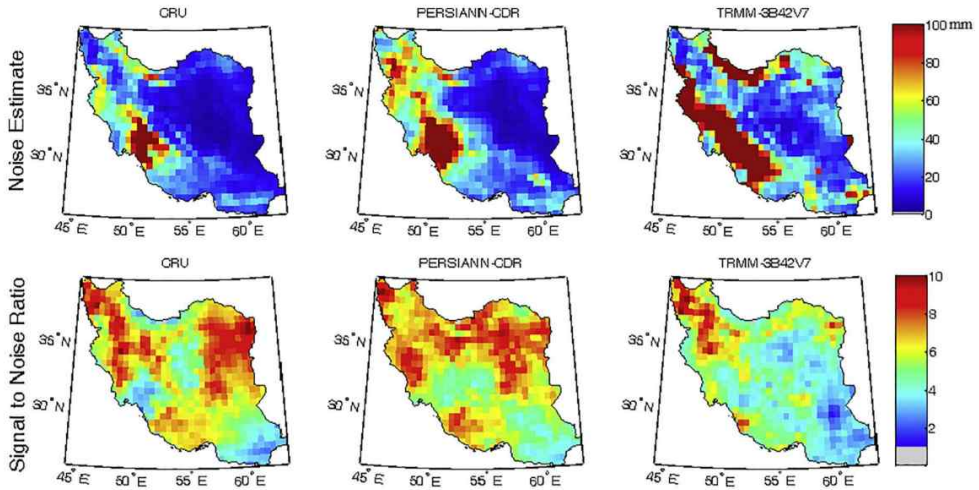 CRU PERSIANN-CDR TRMM-3B42V7
Noise Estimate
35°N 35°N 35°N
30°N 30°N 30°N
45°E 50°E 55°E 60°E 45°E 50°E 55°E 60°E 45°E 50°E 55°E 60°E
100 mm
80
60
40
20
0
CRU PERSIANN-CDR TRMM-3B42V7
Signal to Noise Ratio
35°N 35°N 35°N
30°N 30°N 30°N
45°E 50°E 55°E 60°E 45°E 50°E 55°E 60°E 45°E 50°E 55°E 60°E
10
8
6
4
2